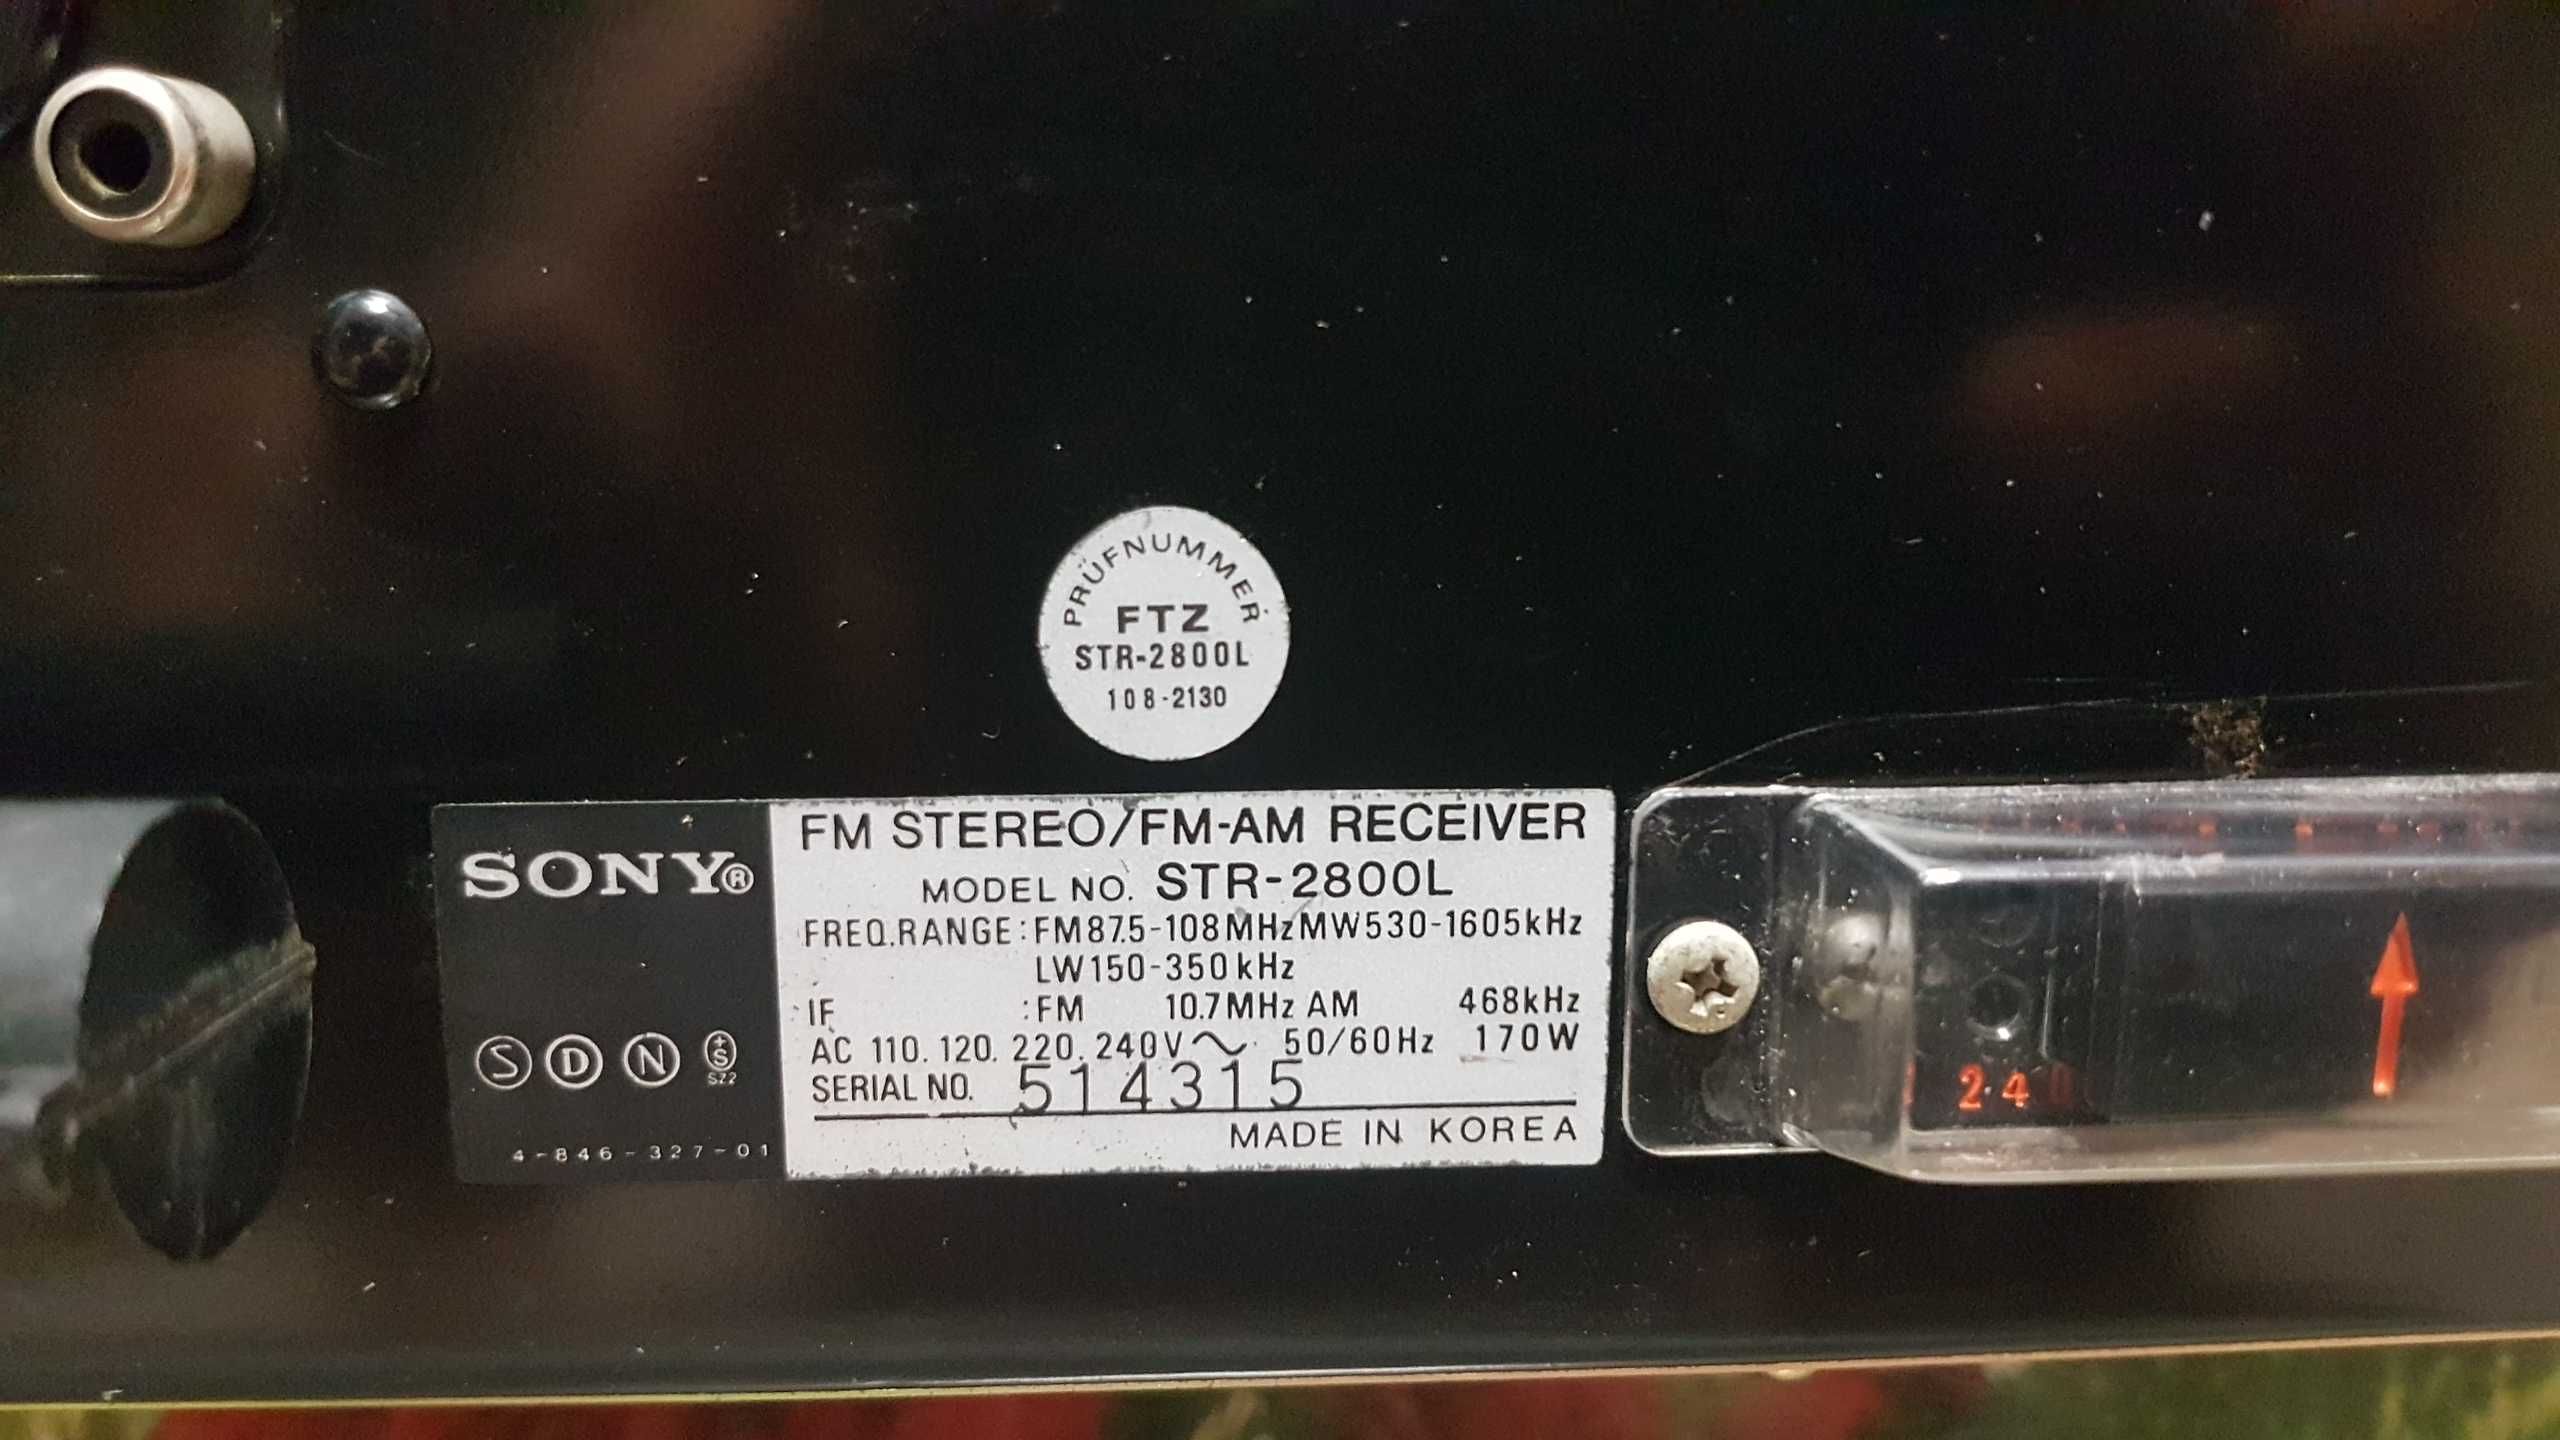 PRÜFNUMMER
FTZ
STR-2800L
108-2130
SONY®
FM STEREO/FM-AM RECEIVER
MODEL NO. STR-2800L
FREQ.RANGE:FM87.5-108MHz MW530-1605kHz
LW150-350kHz
IF :FM 10.7MHz AM 468kHz
AC 110. 120. 220. 240V~ 50/60Hz 170W
SERIAL NO. 514315
MADE IN KOREA
S D N +S
SZ2
4-846-327-01
240